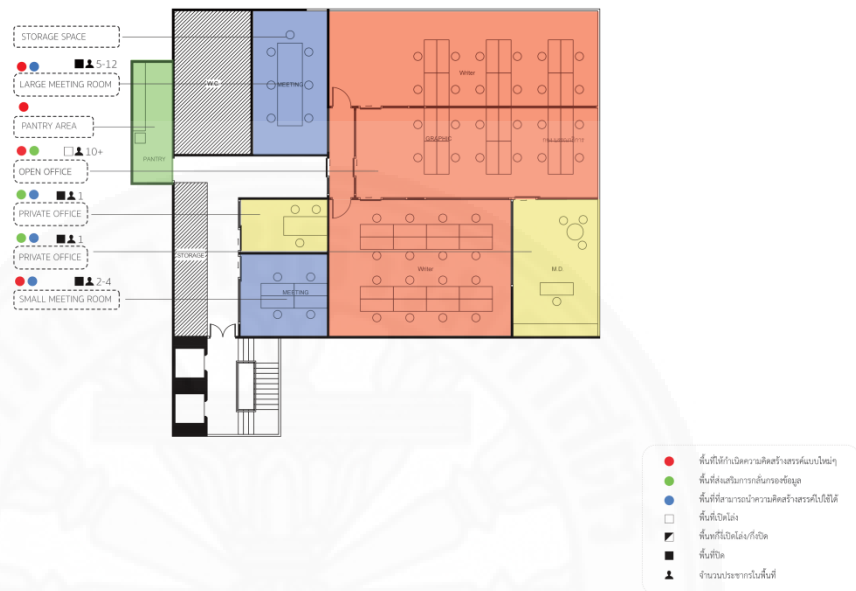 STORAGE SPACE
5-12
LARGE MEETING ROOM
PANTRY AREA
10+
OPEN OFFICE
1
PRIVATE OFFICE
1
PRIVATE OFFICE
2-4
SMALL MEETING ROOM
W.C
MEETING
Writer
GRAPHIC
PANTRY
STORAGE
MEETING
Writer
M.D
พื้นที่ให้กำเนิดความคิดสร้างสรรค์แบบใหม่ๆ
พื้นที่ส่งเสริมการกลั่นกรองข้อมูล
พื้นที่ที่สามารถนำความคิดสร้างสรรค์ไปใช้ได้
พื้นที่เปิดโล่ง
พื้นที่กึ่งเปิดโล่ง/กึ่งปิด
พื้นที่ปิด
จำนวนประชากรในพื้นที่